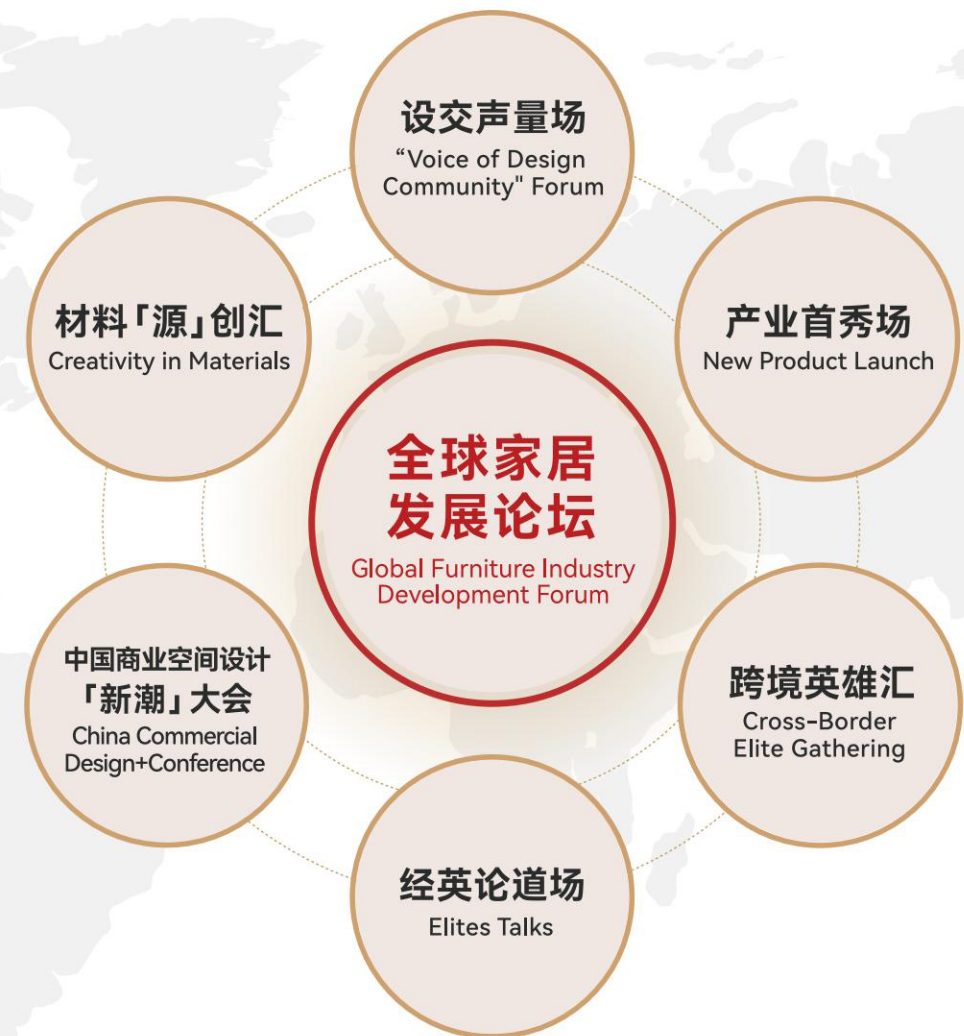 设交声量场
“Voice of Design
Community" Forum
材料「源」创汇
Creativity in Materials
产业首秀场
New Product Launch
全球家居
发展论坛
Global Furniture Industry
Development Forum
中国商业空间设计
「新潮」大会
China Commercial
Design+Conference
跨境英雄汇
Cross-Border
Elite Gathering
经英论道场
Elites Talks